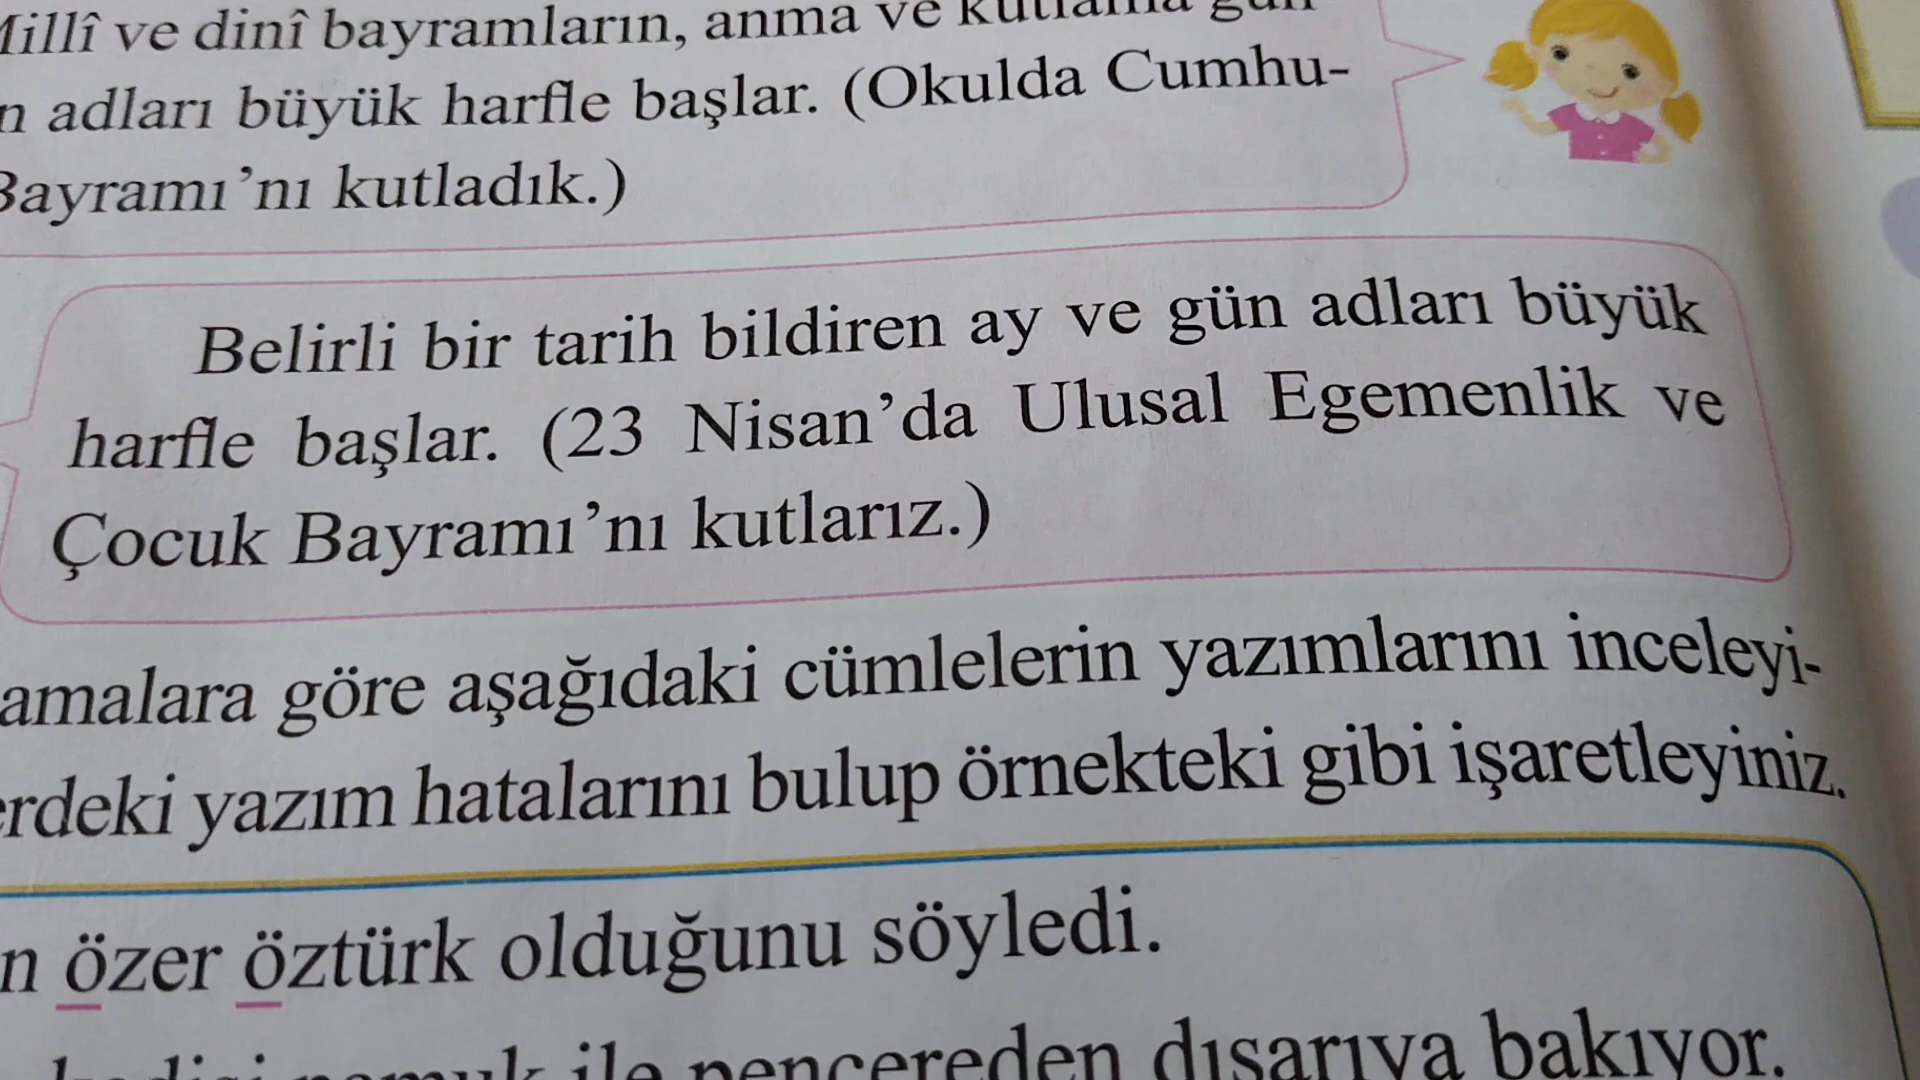 Millî ve dinî bayramların, anma ve kutlama gün
n adları büyük harfle başlar. (Okulda Cumhu-
Bayramı’nı kutladık.)
Belirli bir tarih bildiren ay ve gün adları büyük
harfle başlar. (23 Nisan’da Ulusal Egemenlik ve
Çocuk Bayramı’nı kutlarız.)
amalara göre aşağıdaki cümlelerin yazımlarını inceleyi-
erdeki yazım hatalarını bulup örnekteki gibi işaretleyiniz.
n özer öztürk olduğunu söyledi.
kedisi pamuk ile pencereden dışarıya bakıyor.